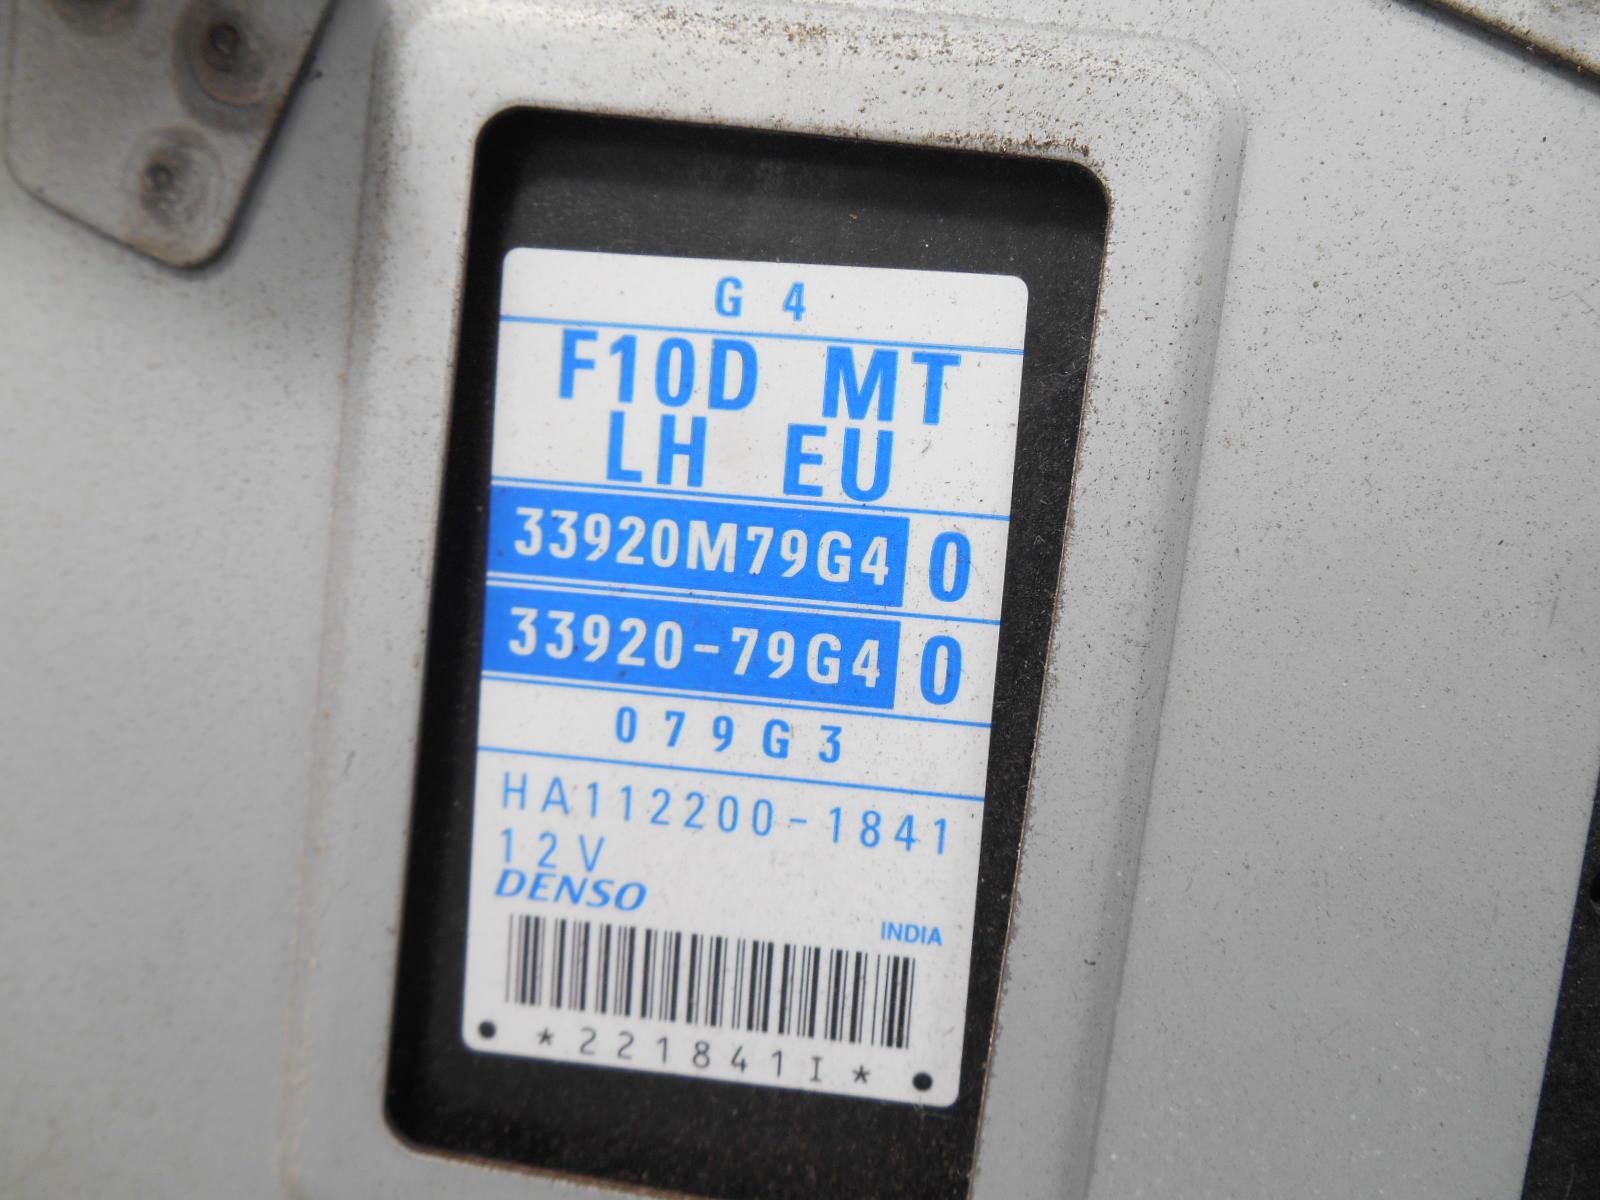 G 4
F10D MT
LH EU
33920M79G4 0
33920-79G4 0
079G3
HA112200-1841
12V
DENSO
INDIA
*221841I*